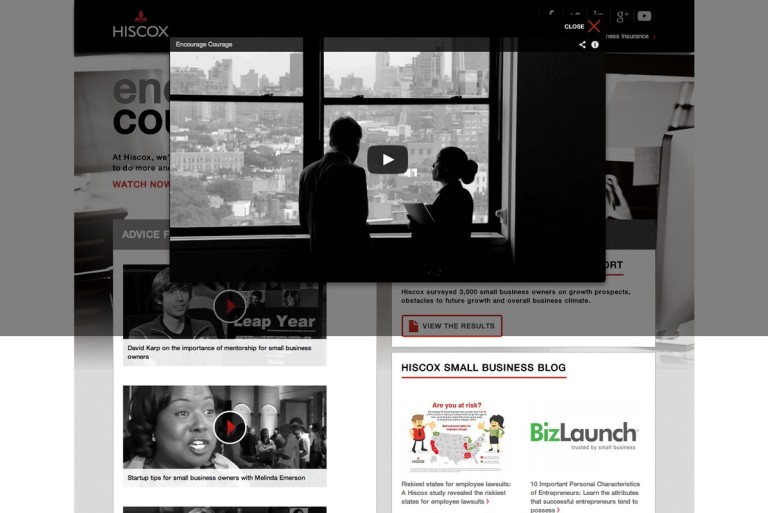 HISCOX
g+
CLOSE
ness Insurance
Encourage Courage
en
cou
At Hiscox, we'
to do more and
WATCH NOW
ADVICE F
ORT
Hiscox surveyed 3,000 small business owners on growth prospects,
obstacles to future growth and overall business climate.
VIEW THE RESULTS
Leap Year
David Karp on the importance of mentorship for small business
owners
HISCOX SMALL BUSINESS BLOG
Are you at risk?
HISCOX
BizLaunch
trusted by small business
Startup tips for small business owners with Melinda Emerson
Riskiest states for employee lawsuits:
A Hiscox study revealed the riskiest
states for employee lawsuits
10 Important Personal Characteristics
of Entrepreneurs: Learn the attributes
that successful entrepreneurs tend to
possess